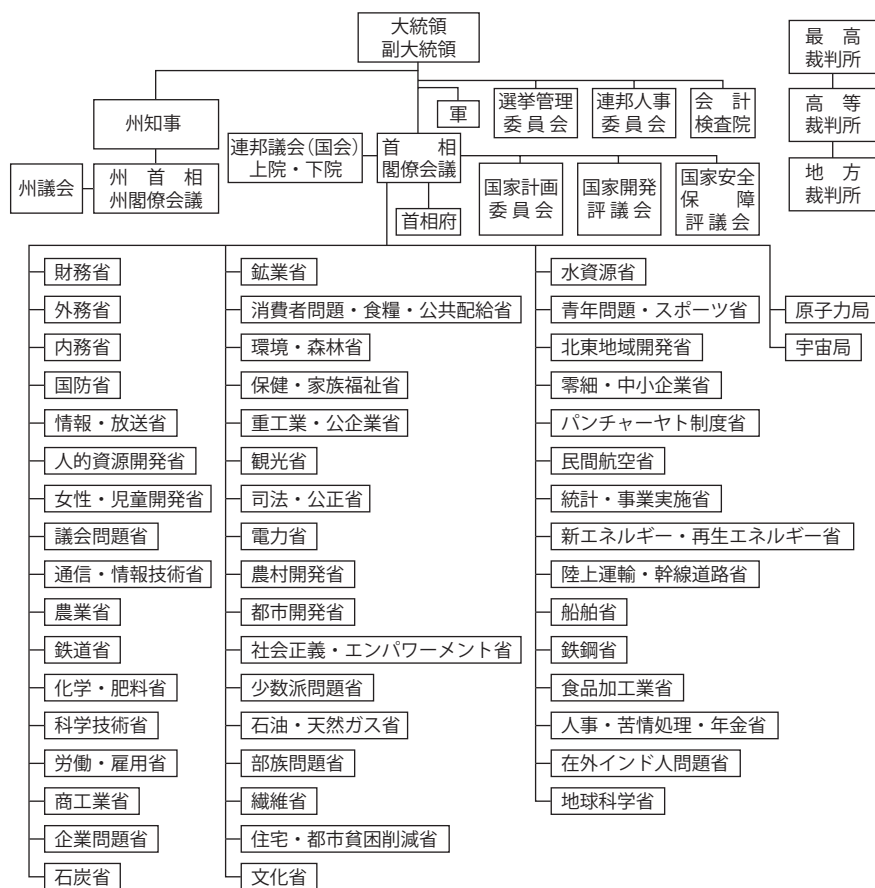 大統領
副大統領
最高
裁判所
州知事
軍
選挙管理
委員会
連邦人事
委員会
会計
検査院
高等
裁判所
連邦議会（国会）
上院・下院
首相
閣僚会議
州議会
州首相
州閣僚会議
首相府
国家計画
委員会
国家開発
評議会
国家安全
保障
評議会
地方
裁判所
財務省
外務省
内務省
国防省
情報・放送省
人的資源開発省
女性・児童開発省
議会問題省
通信・情報技術省
農業省
鉄道省
化学・肥料省
科学技術省
労働・雇用省
商工業省
企業問題省
石炭省
鉱業省
消費者問題・食糧・公共配給省
環境・森林省
保健・家族福祉省
重工業・公企業省
観光省
司法・公正省
電力省
農村開発省
都市開発省
社会正義・エンパワーメント省
少数派問題省
石油・天然ガス省
部族問題省
繊維省
住宅・都市貧困削減省
文化省
水資源省
青年問題・スポーツ省
北東地域開発省
零細・中小企業省
パンチャーヤト制度省
民間航空省
統計・事業実施省
新エネルギー・再生エネルギー省
陸上運輸・幹線道路省
船舶省
鉄鋼省
食品加工業省
人事・苦情処理・年金省
在外インド人問題省
地球科学省
原子力局
宇宙局